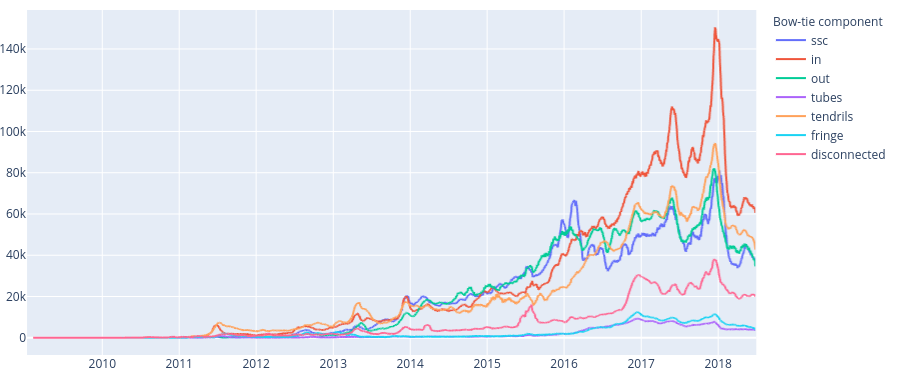 Bow-tie component
ssc
in
out
tubes
tendrils
fringe
disconnected
140k
120k
100k
80k
60k
40k
20k
0
2010 2011 2012 2013 2014 2015 2016 2017 2018